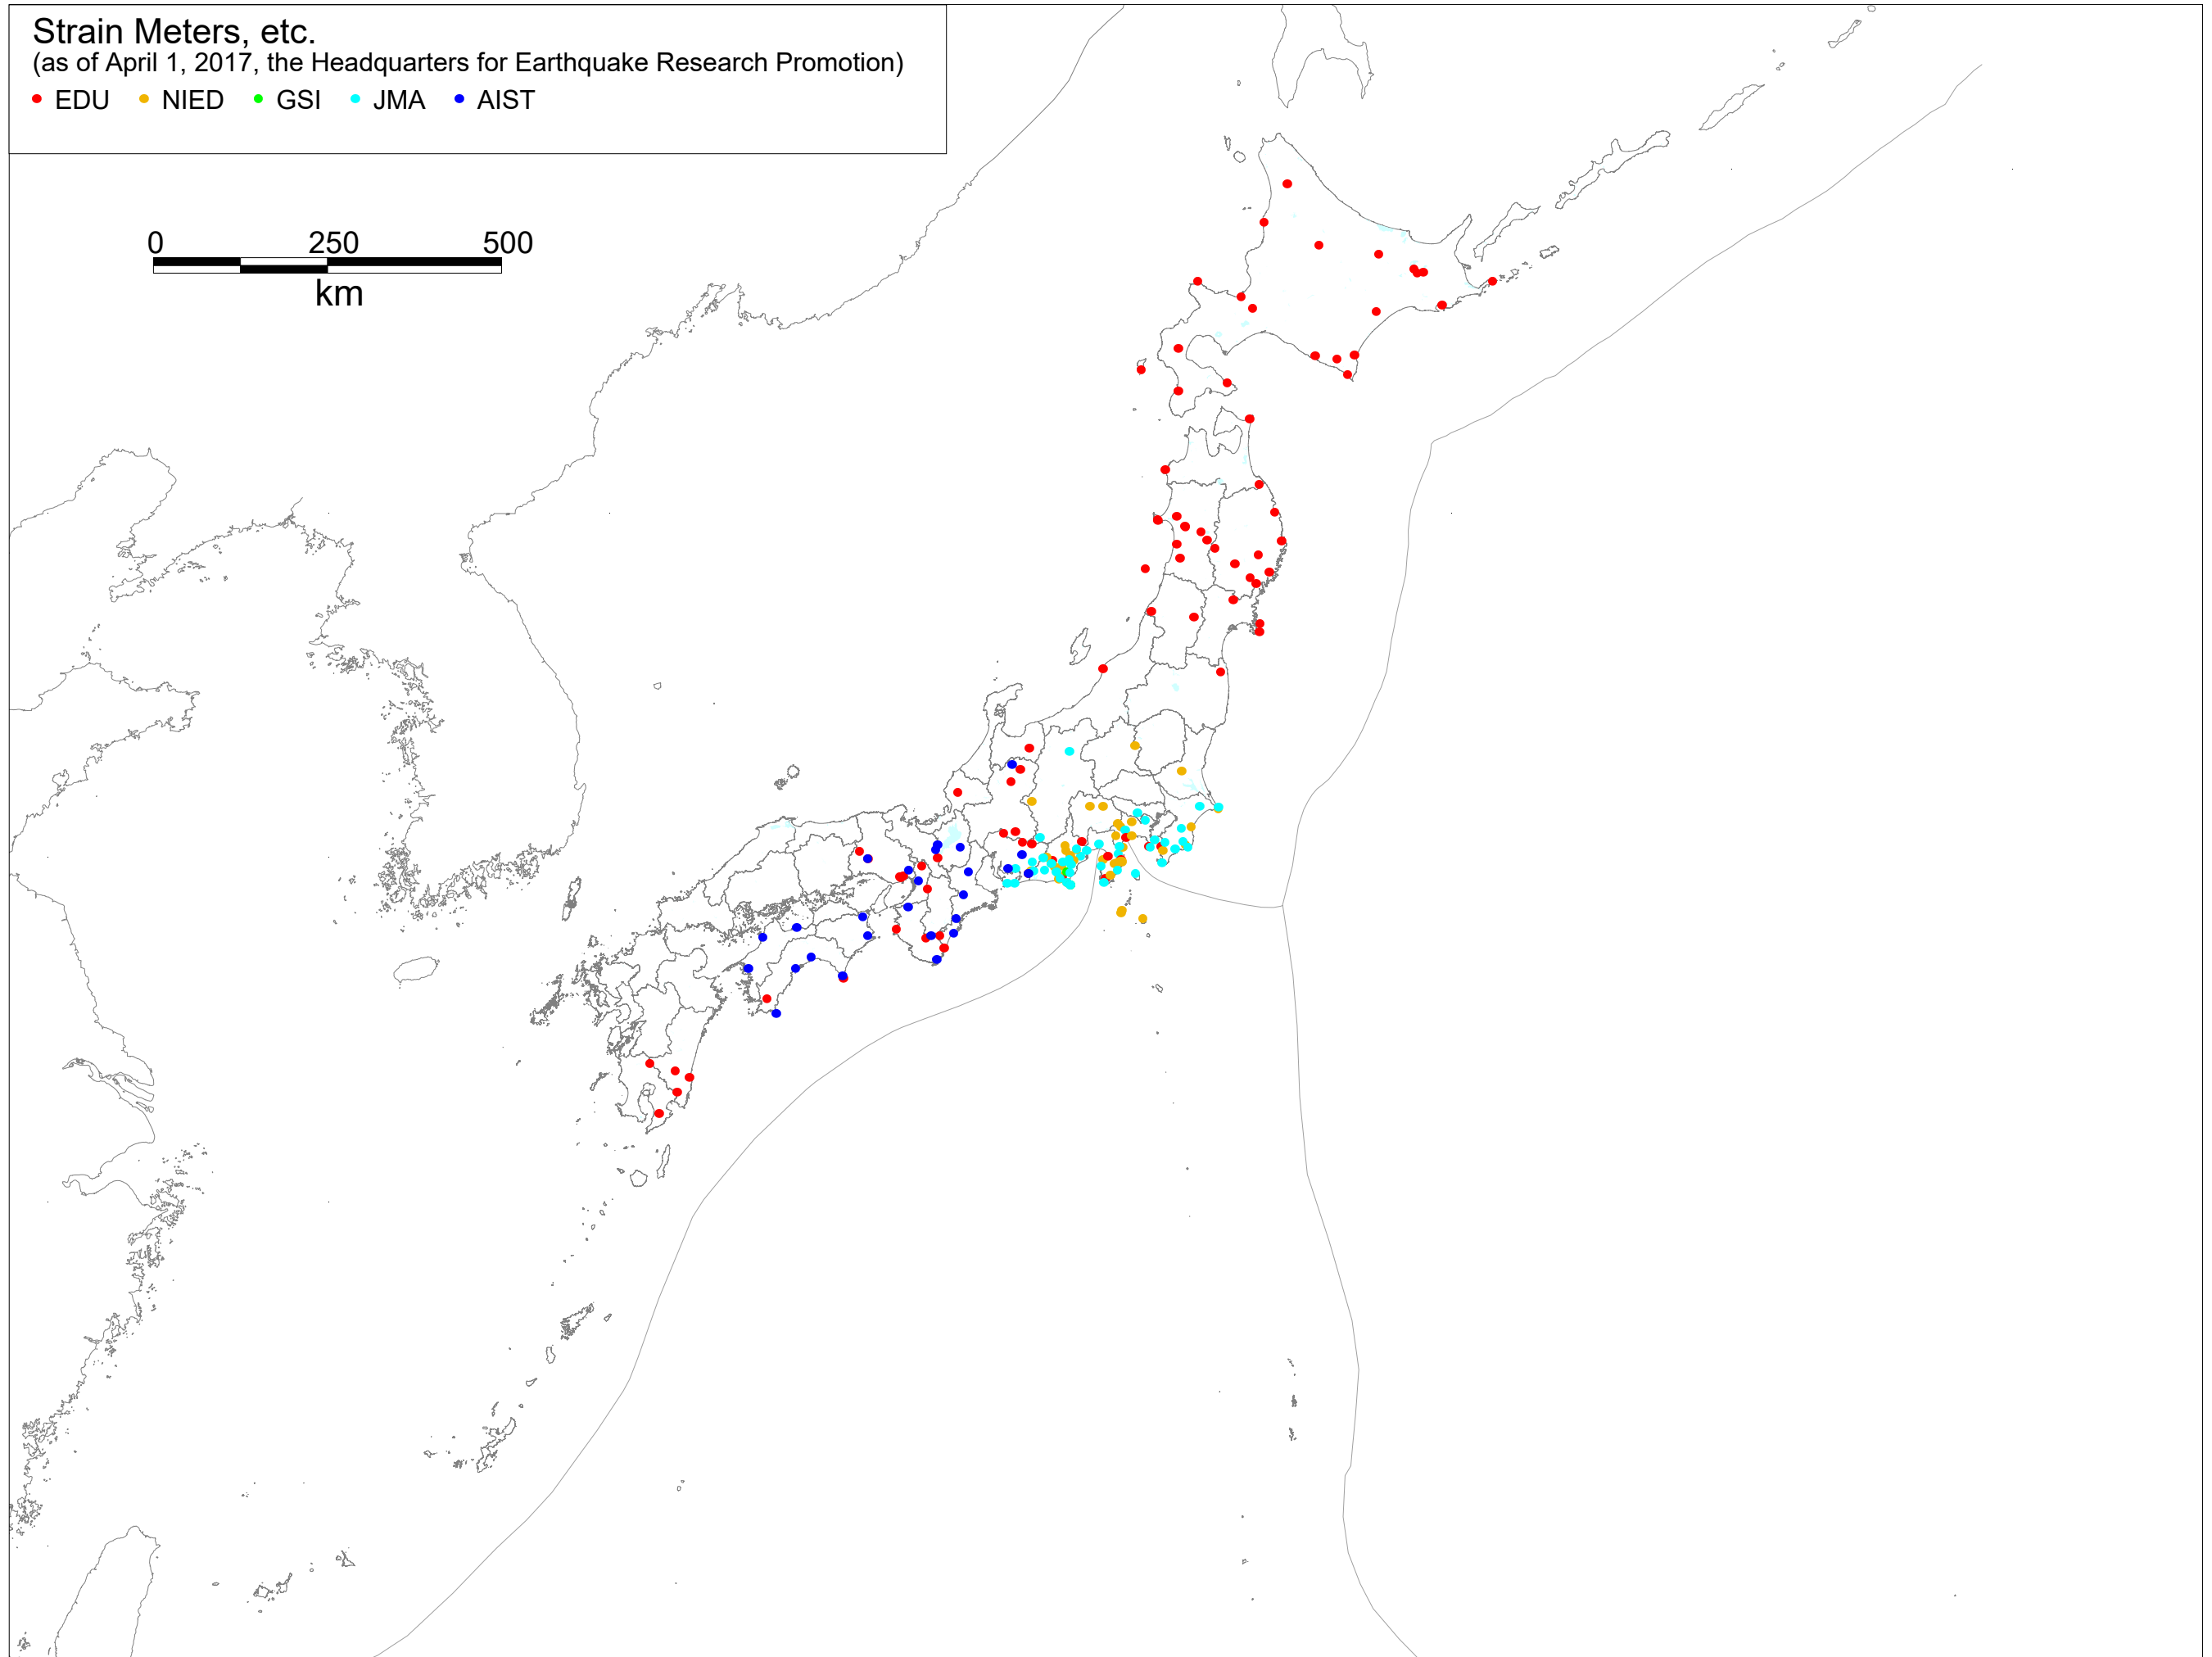 Strain Meters, etc.
(as of April 1, 2017, the Headquarters for Earthquake Research Promotion)
EDU NIED GSI JMA AIST
0 250 500
km